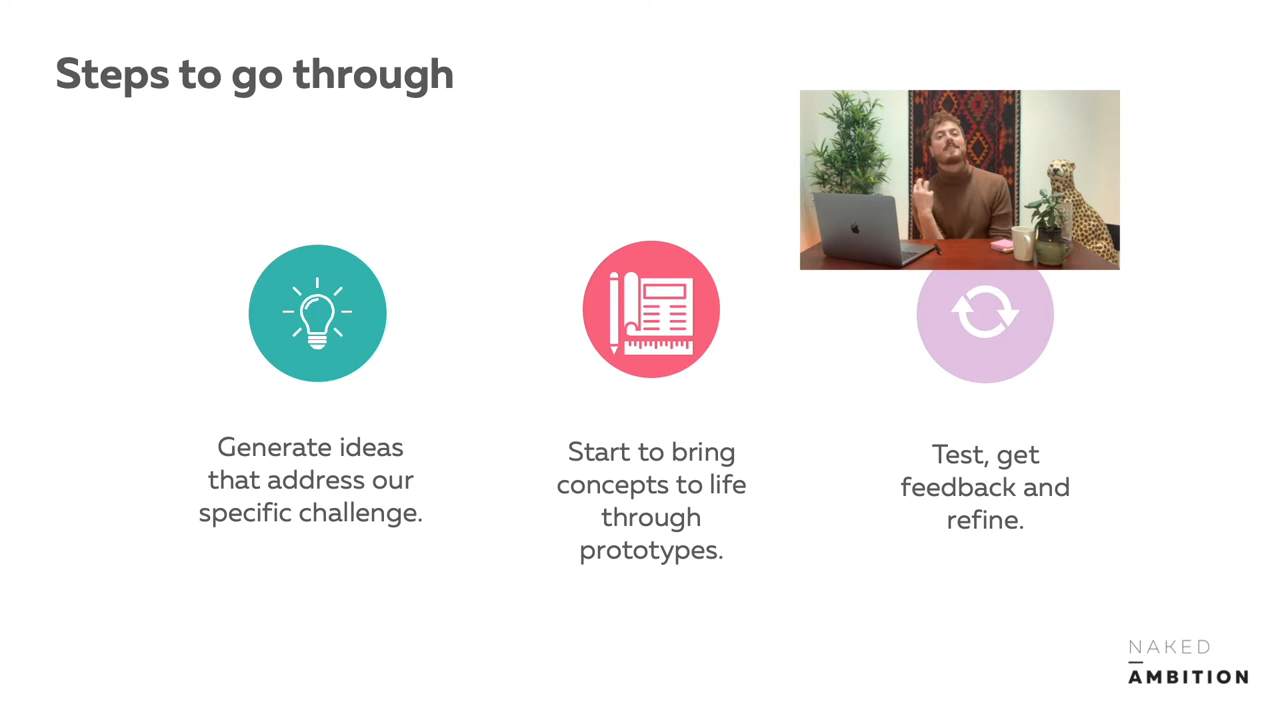 Steps to go through
Generate ideas
that address our
specific challenge.
Start to bring
concepts to life
through
prototypes.
Test, get
feedback and
refine.
NAKED
AMBITION